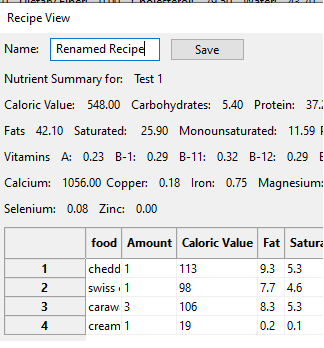 Recipe View
Name: Renamed Recipe Save
Nutrient Summary for: Test 1
Caloric Value: 548.00 Carbohydrates: 5.40 Protein: 37.2
Fats 42.10 Saturated: 25.90 Monounsaturated: 11.59
Vitamins A: 0.23 B-1: 0.29 B-11: 0.32 B-12: 0.29
Calcium: 1056.00 Copper: 0.18 Iron: 0.75 Magnesium:
Selenium: 0.08 Zinc: 0.00
food Amount Caloric Value Fat Satura
1 chedd 1 113 9.3 5.3
2 swiss 1 98 7.7 4.6
3 caraw 3 106 8.3 5.3
4 cream 1 19 0.2 0.1